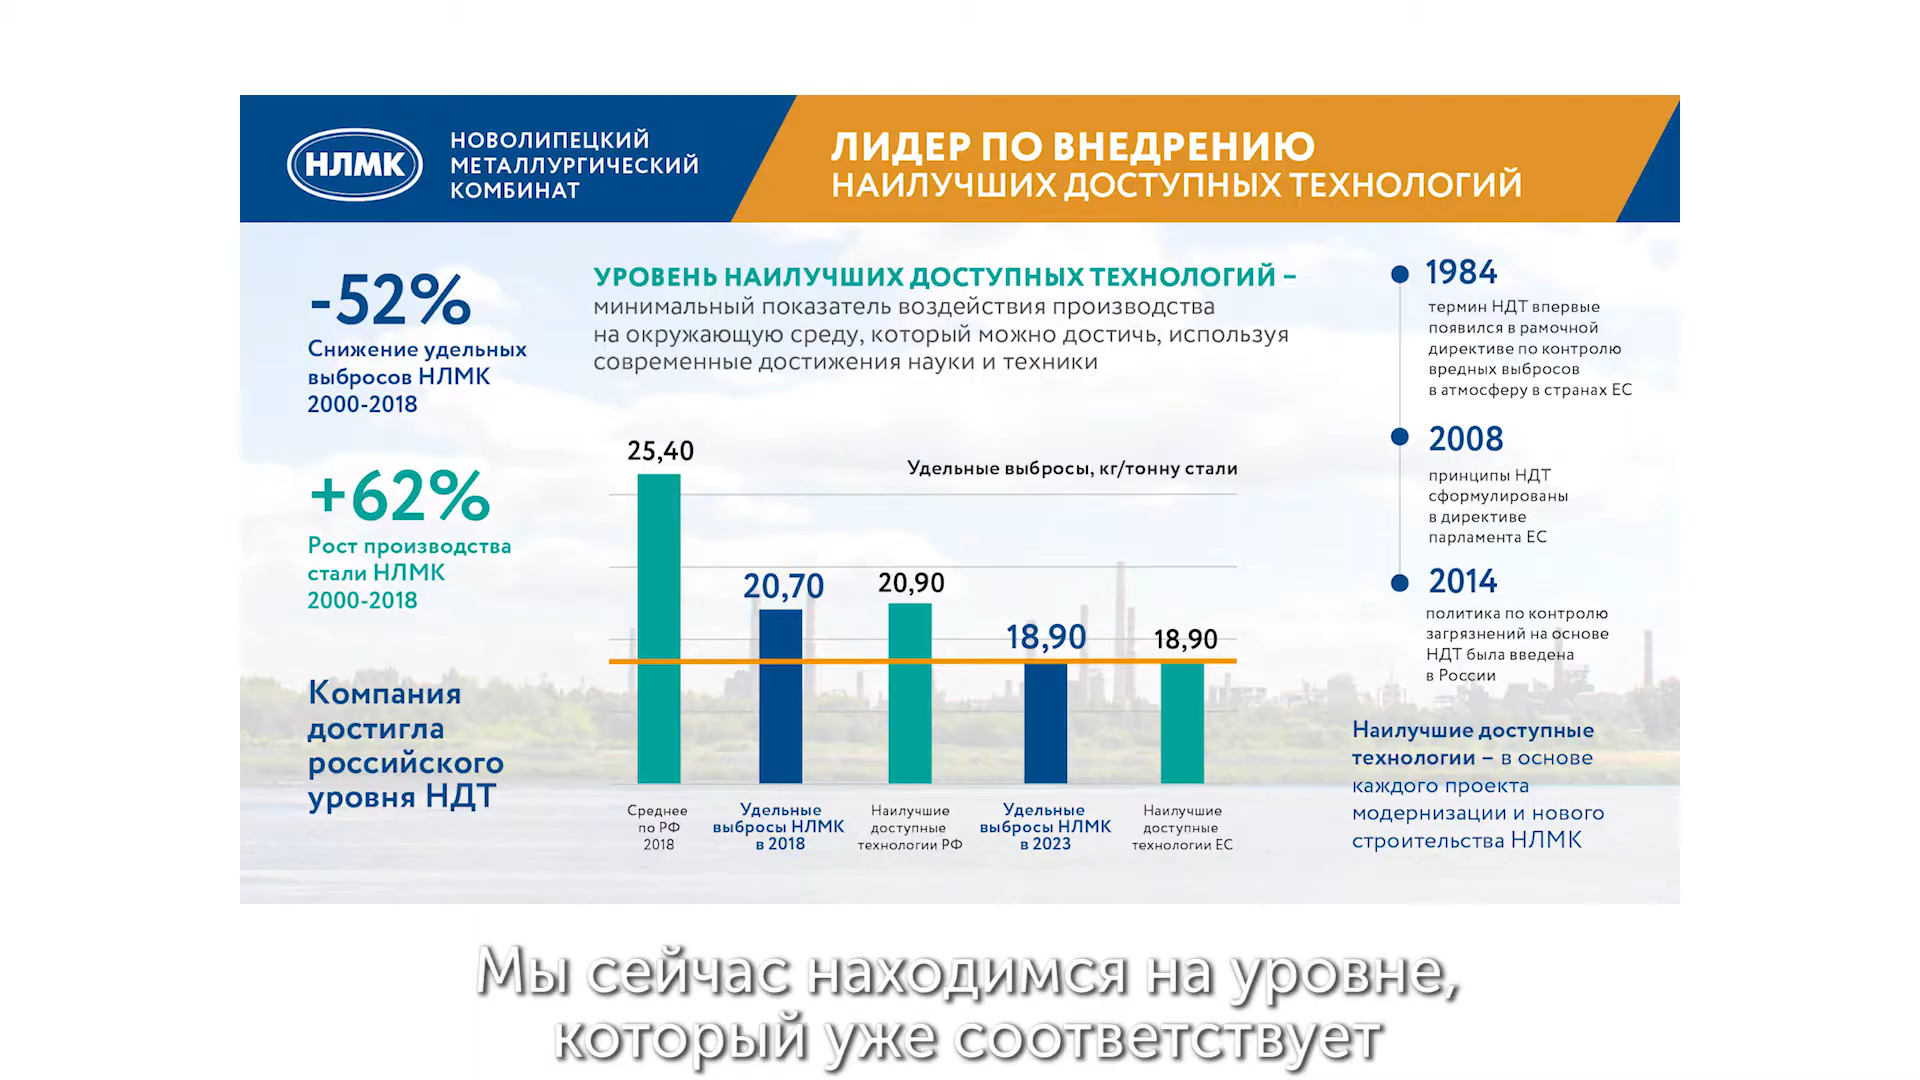 НЛМК
НОВОЛИПЕЦКИЙ
МЕТАЛЛУРГИЧЕСКИЙ
КОМБИНАТ
ЛИДЕР ПО ВНЕДРЕНИЮ
НАИЛУЧШИХ ДОСТУПНЫХ ТЕХНОЛОГИЙ
-52%
Снижение удельных
выбросов НЛМК
2000-2018
+62%
Рост производства
стали НЛМК
2000-2018
Компания
достигла
российского
уровня НДТ
УРОВЕНЬ НАИЛУЧШИХ ДОСТУПНЫХ ТЕХНОЛОГИЙ –
минимальный показатель воздействия производства
на окружающую среду, который можно достичь, используя
современные достижения науки и техники
Удельные выбросы, кг/тонну стали
25,40
20,70
20,90
18,90
18,90
Среднее
по РФ
2018
Удельные
выбросы НЛМК
в 2018
Наилучшие
доступные
технологии РФ
Удельные
выбросы НЛМК
в 2023
Наилучшие
доступные
технологии ЕС
1984
термин НДТ впервые
появился в рамочной
директиве по контролю
вредных выбросов
в атмосферу в странах ЕС
2008
принципы НДТ
сформулированы
в директиве
парламента ЕС
2014
политика по контролю
загрязнений на основе
НДТ была введена
в России
Наилучшие доступные
технологии – в основе
каждого проекта
модернизации и нового
строительства НЛМК
Мы сейчас находимся на уровне,
который уже соответствует